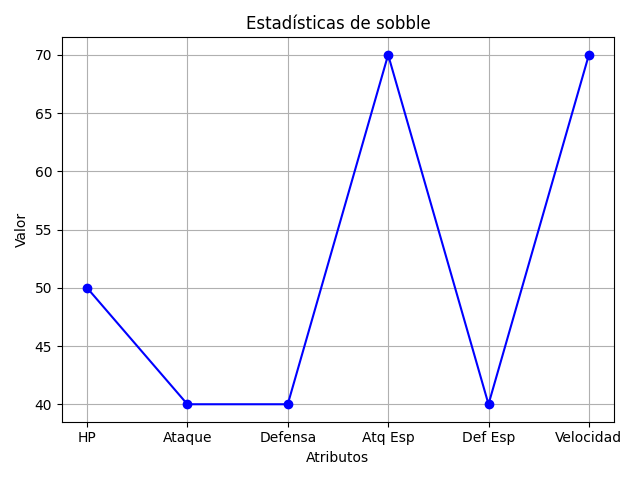 Estadísticas de sobble
70
65
60
55
50
45
40
Valor
HP Ataque Defensa Atq Esp Def Esp Velocidad
Atributos